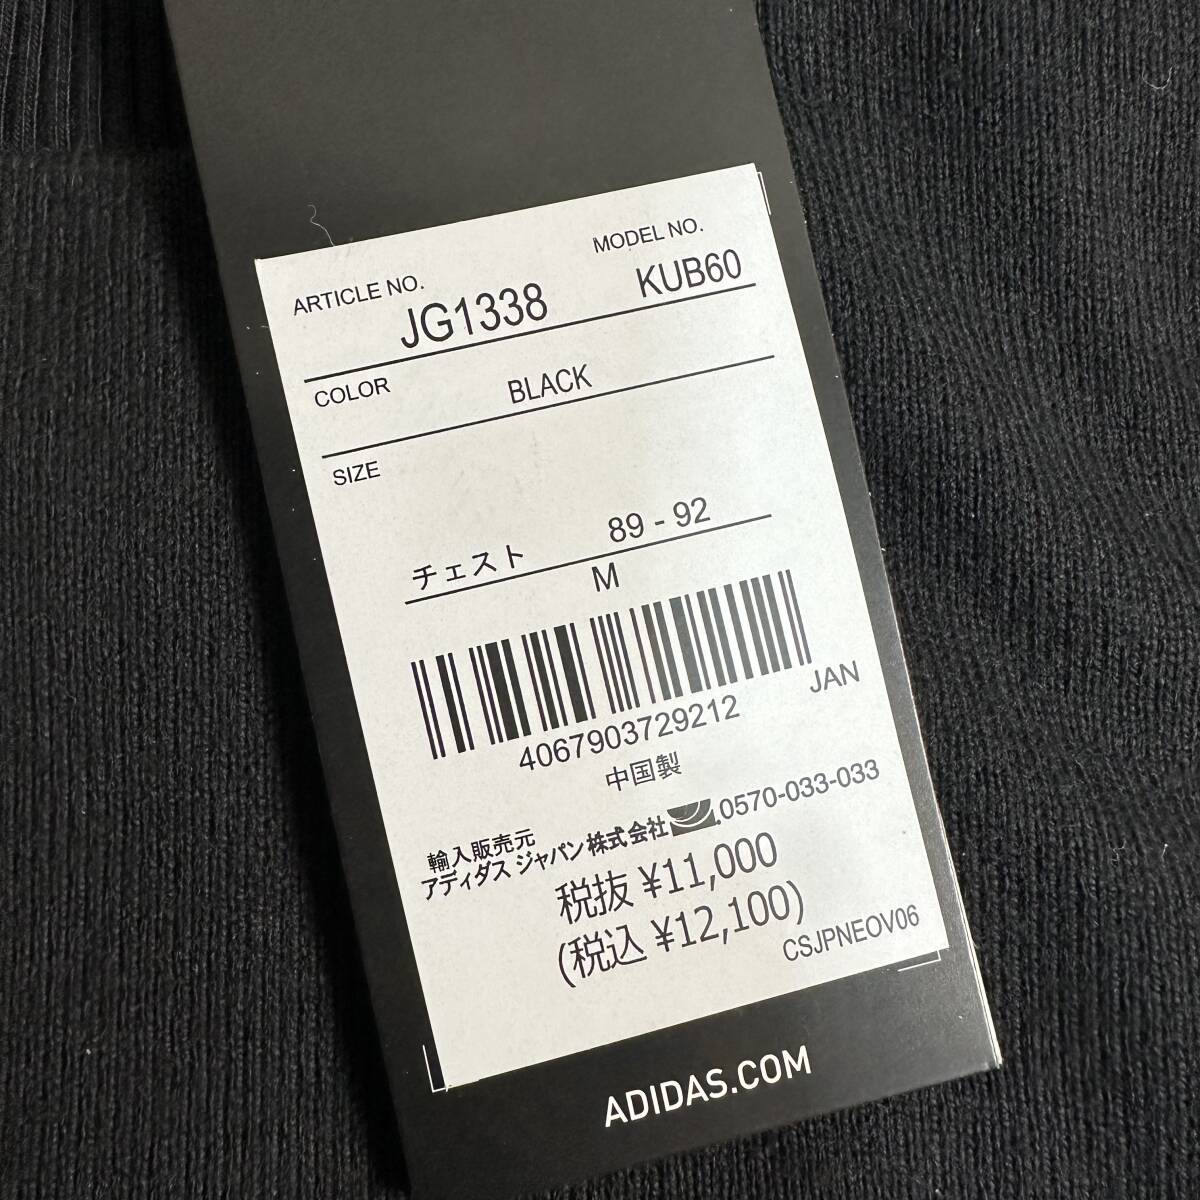 ARTICLE NO.
MODEL NO.
JG1338
KUB60
COLOR
BLACK
SIZE
チェスト 89 - 92
M
4067903729212
JAN
中国製
輸入販売元
アディダス ジャパン株式会社 0570-033-033
税抜 ¥11,000
(税込 ¥12,100)
CSJPNEOV06
ADIDAS.COM